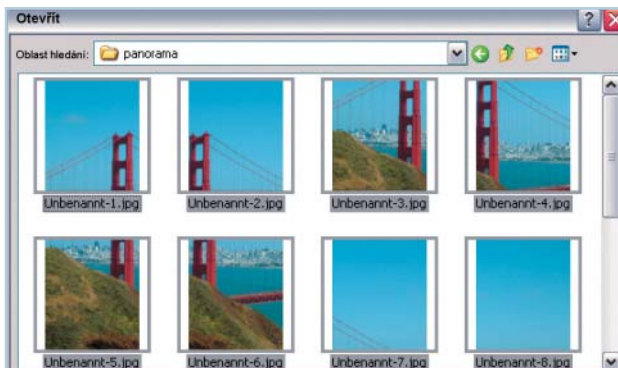 Otevřít
Oblast hledání: panorama
Unbenannt-1.jpg Unbenannt-2.jpg Unbenannt-3.jpg Unbenannt-4.jpg
Unbenannt-5.jpg Unbenannt-6.jpg Unbenannt-7.jpg Unbenannt-8.jpg